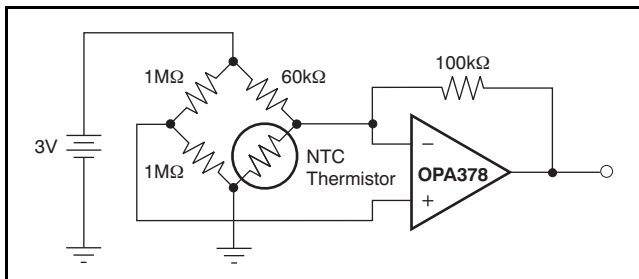 1MΩ
60kΩ
100kΩ
3V
1MΩ
NTC
Thermistor
−
OPA378
+